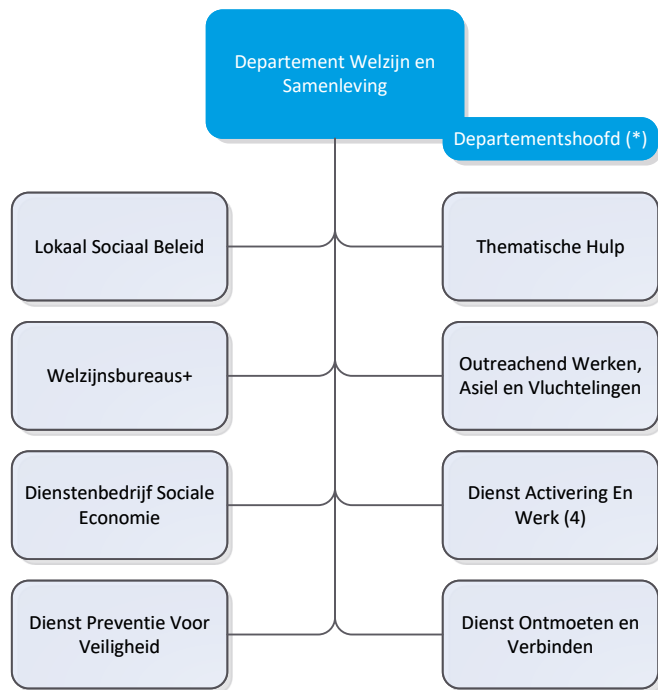 Departement Welzijn en
Samenleving
Departementshoofd (*)
Lokaal Sociaal Beleid
Thematische Hulp
Welzijnsbureaus+
Outreachend Werken,
Asiel en Vluchtelingen
Dienstenbedrijf Sociale
Economie
Dienst Activering En
Werk (4)
Dienst Preventie Voor
Veiligheid
Dienst Ontmoeten en
Verbinden